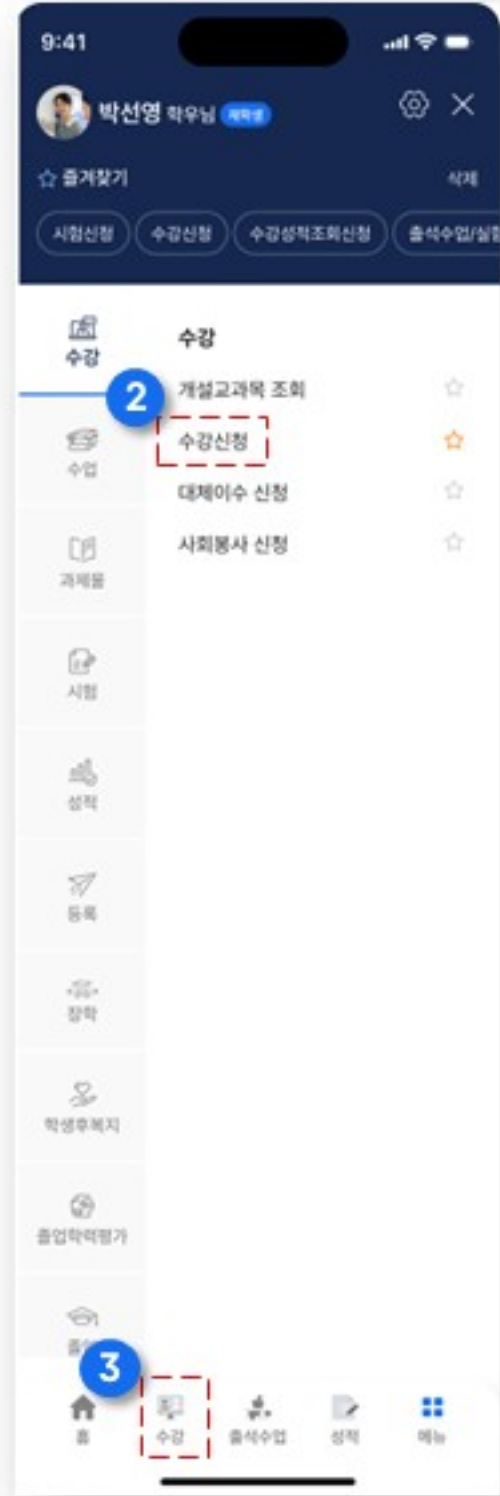 9:41
박선영 학우님 재학생
즐겨찾기 삭제
시험신청 수강신청 수강성적조회신청 출석수업/실험
수강
수강
2
개설교과목 조회
수강신청
수업
대체이수 신청
사회봉사 신청
과제물
시험
성적
등록
장학
학생후복지
졸업학력평가
3
홈 수강 출석수업 성적 메뉴